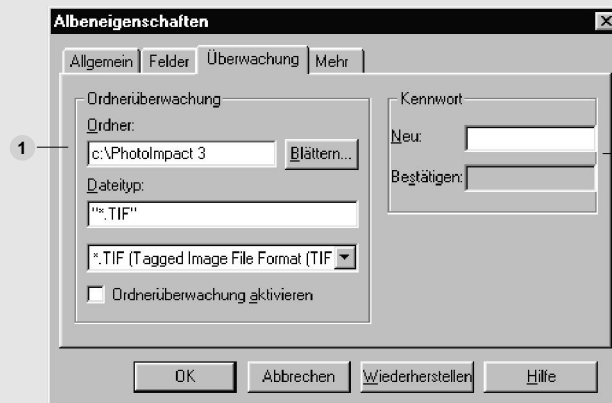 Albeneigenschaften
Allgemein Felder Überwachung Mehr
Ordnerüberwachung
Ordner:
1
c:\PhotoImpact 3
Blättern...
Dateityp:
"*.TIF"
*.TIF (Tagged Image File Format (TIF
Ordnerüberwachung aktivieren
Kennwort
Neu:
Bestätigen:
OK Abbrechen Wiederherstellen Hilfe